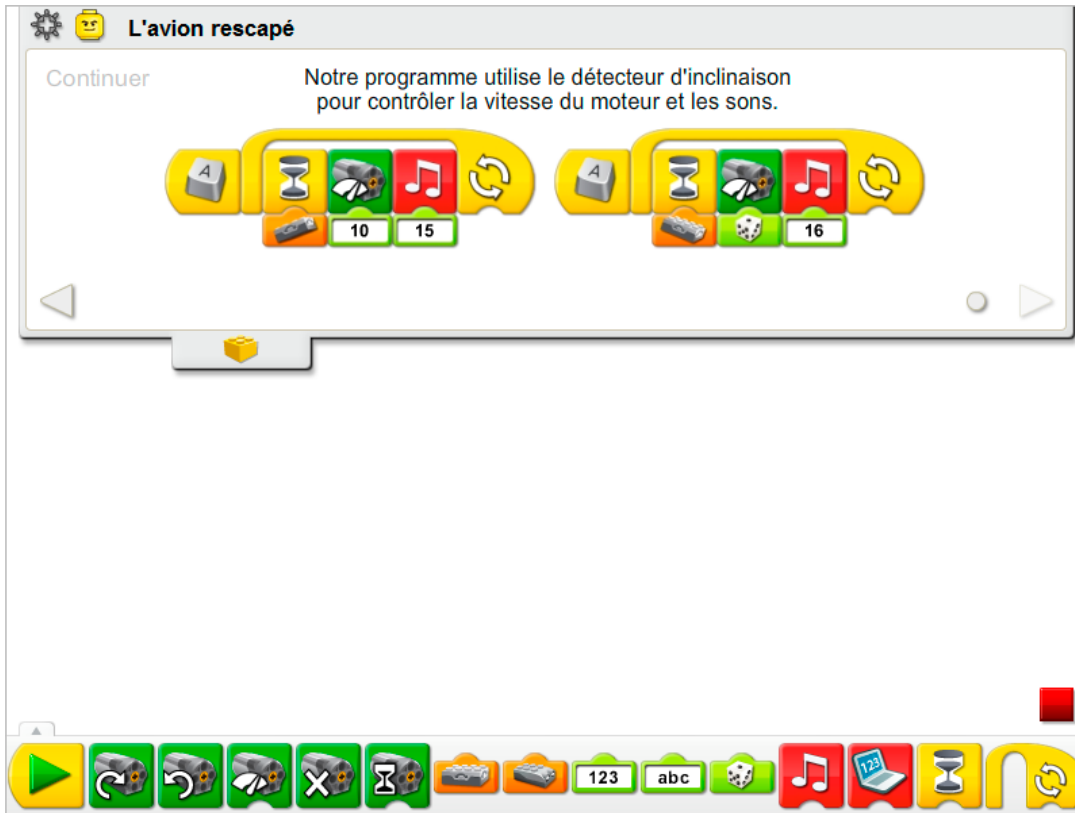 L'avion rescapé
Continuer
Notre programme utilise le détecteur d'inclinaison
pour contrôler la vitesse du moteur et les sons.
A A
10 15 16
123 abc 123